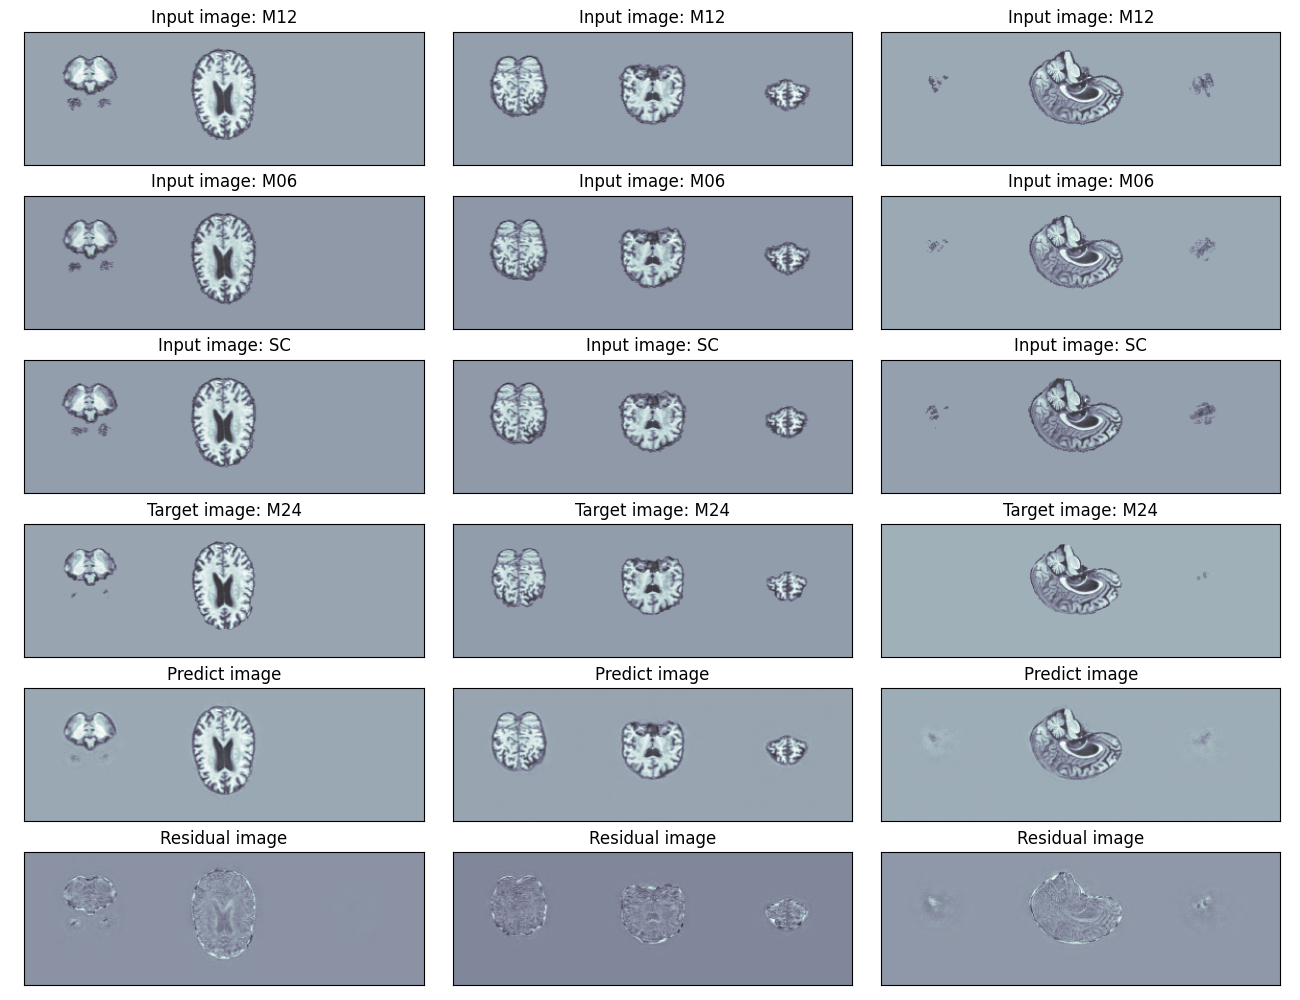 Input image: M12 Input image: M12 Input image: M12
Input image: M06 Input image: M06 Input image: M06
Input image: SC Input image: SC Input image: SC
Target image: M24 Target image: M24 Target image: M24
Predict image Predict image Predict image
Residual image Residual image Residual image